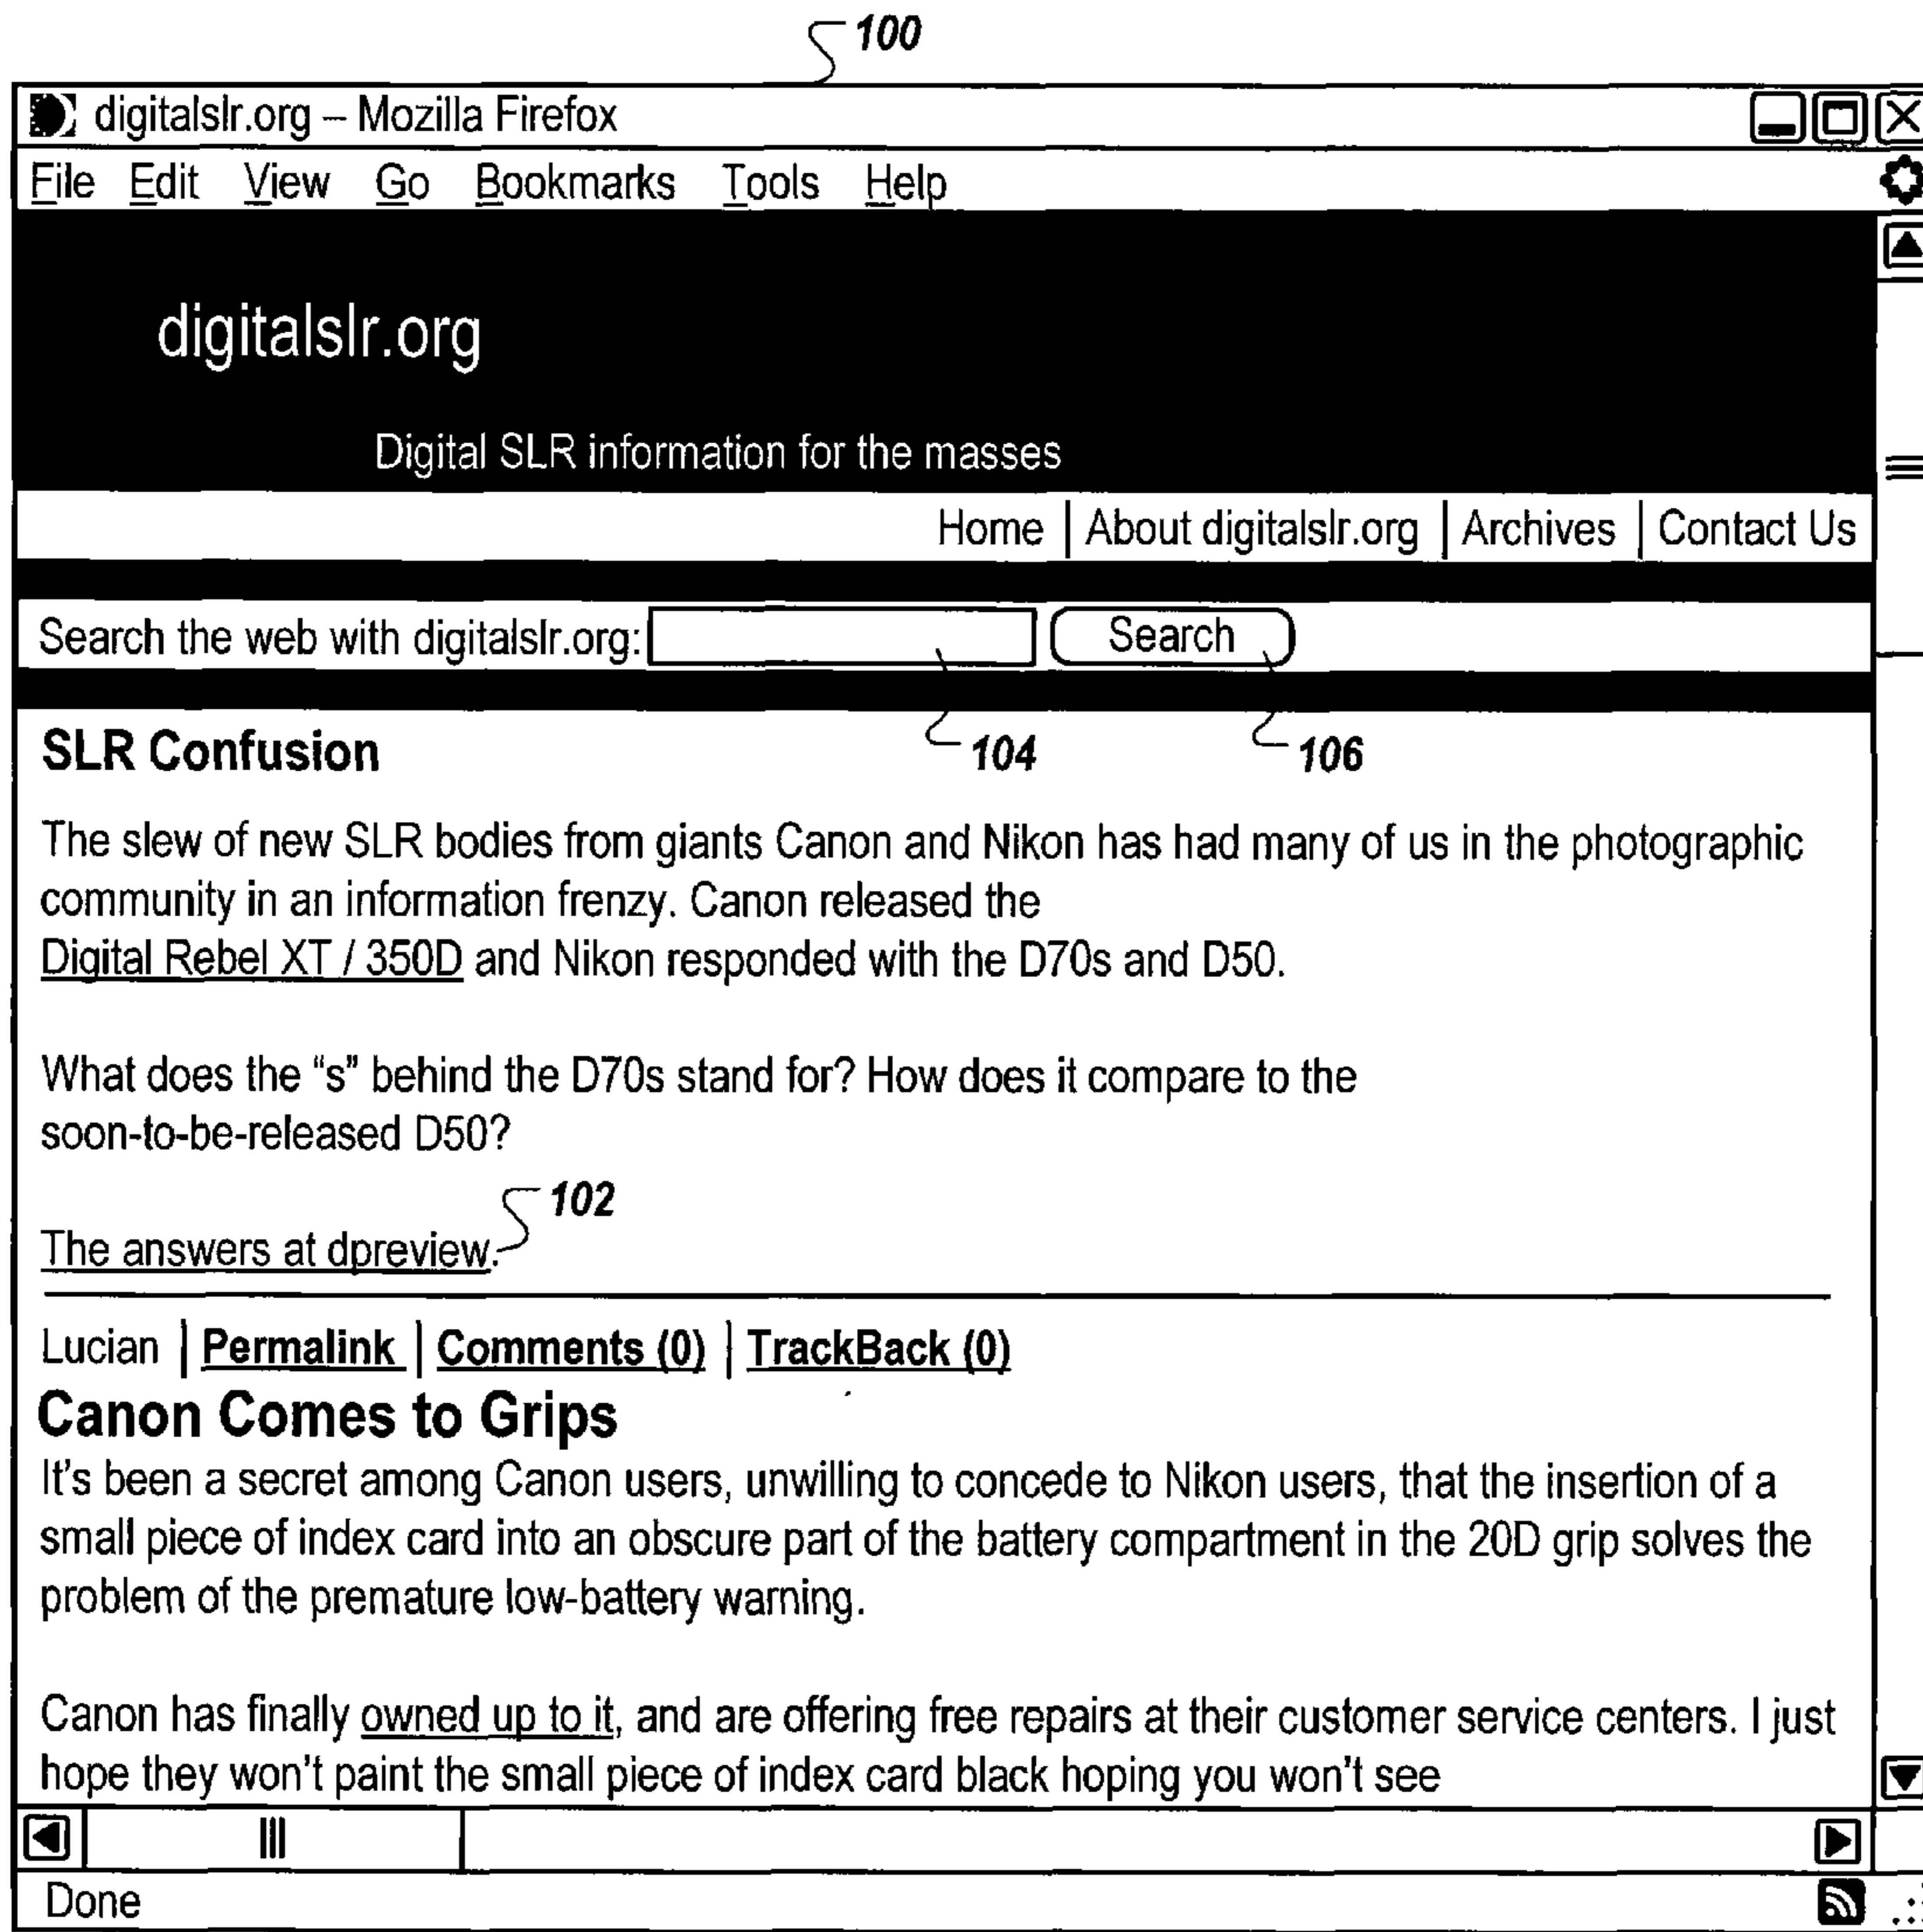 100
digitalslr.org – Mozilla Firefox
File Edit View Go Bookmarks Tools Help
digitalslr.org
Digital SLR information for the masses
Home | About digitalslr.org | Archives | Contact Us
Search the web with digitalslr.org: Search
104 106
SLR Confusion
The slew of new SLR bodies from giants Canon and Nikon has had many of us in the photographic
community in an information frenzy. Canon released the
Digital Rebel XT / 350D and Nikon responded with the D70s and D50.
What does the “s” behind the D70s stand for? How does it compare to the
soon-to-be-released D50?
102
The answers at dpreview.
Lucian | Permalink | Comments (0) | TrackBack (0)
Canon Comes to Grips
It's been a secret among Canon users, unwilling to concede to Nikon users, that the insertion of a
small piece of index card into an obscure part of the battery compartment in the 20D grip solves the
problem of the premature low-battery warning.
Canon has finally owned up to it, and are offering free repairs at their customer service centers. I just
hope they won't paint the small piece of index card black hoping you won't see
Done